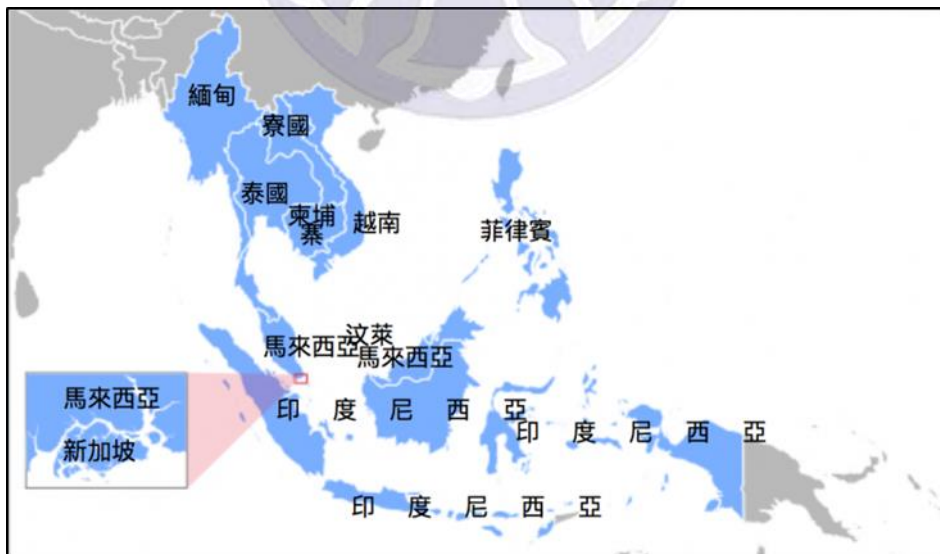 緬甸
寮國
泰國
柬埔
寨
越南
菲律賓
汶萊
馬來西亞
馬來西亞
馬來西亞
新加坡
印度尼西亞
印度尼西亞
印度尼西亞